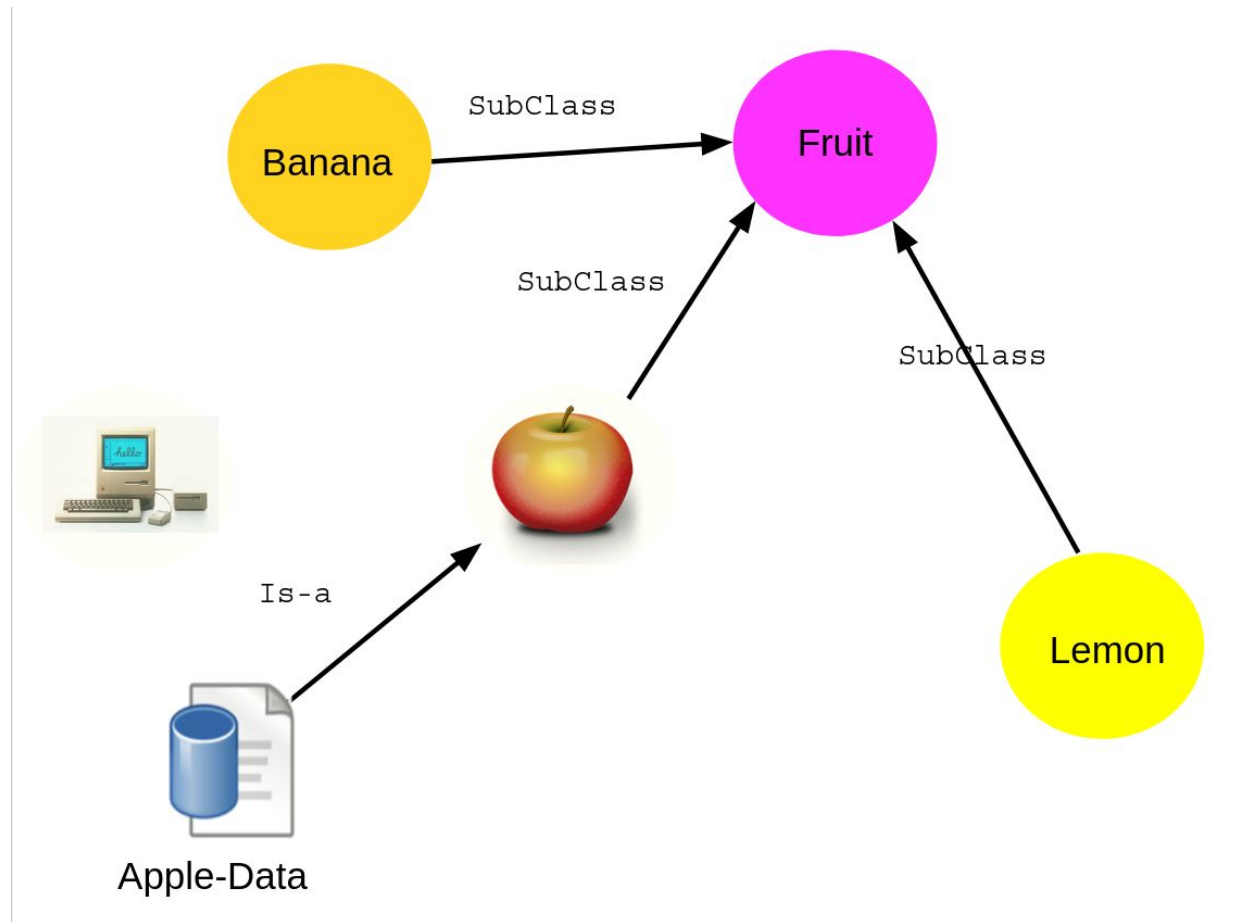 SubClass
Banana
Fruit
SubClass
SubClass
hello
Is-a
Lemon
Apple-Data